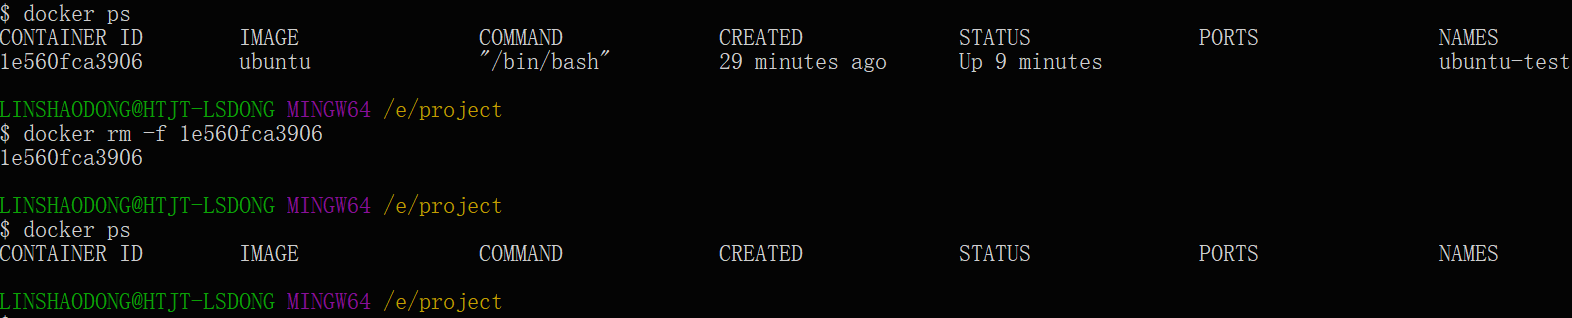 $ docker ps
CONTAINER ID        IMAGE               COMMAND             CREATED             STATUS              PORTS               NAMES
1e560fca3906        ubuntu              "/bin/bash"         29 minutes ago      Up 9 minutes                            ubuntu-test
LINSHAODONG@HTJT-LSDONG MINGW64 /e/project
$ docker rm -f 1e560fca3906
1e560fca3906
LINSHAODONG@HTJT-LSDONG MINGW64 /e/project
$ docker ps
CONTAINER ID        IMAGE               COMMAND             CREATED             STATUS              PORTS               NAMES
LINSHAODONG@HTJT-LSDONG MINGW64 /e/project